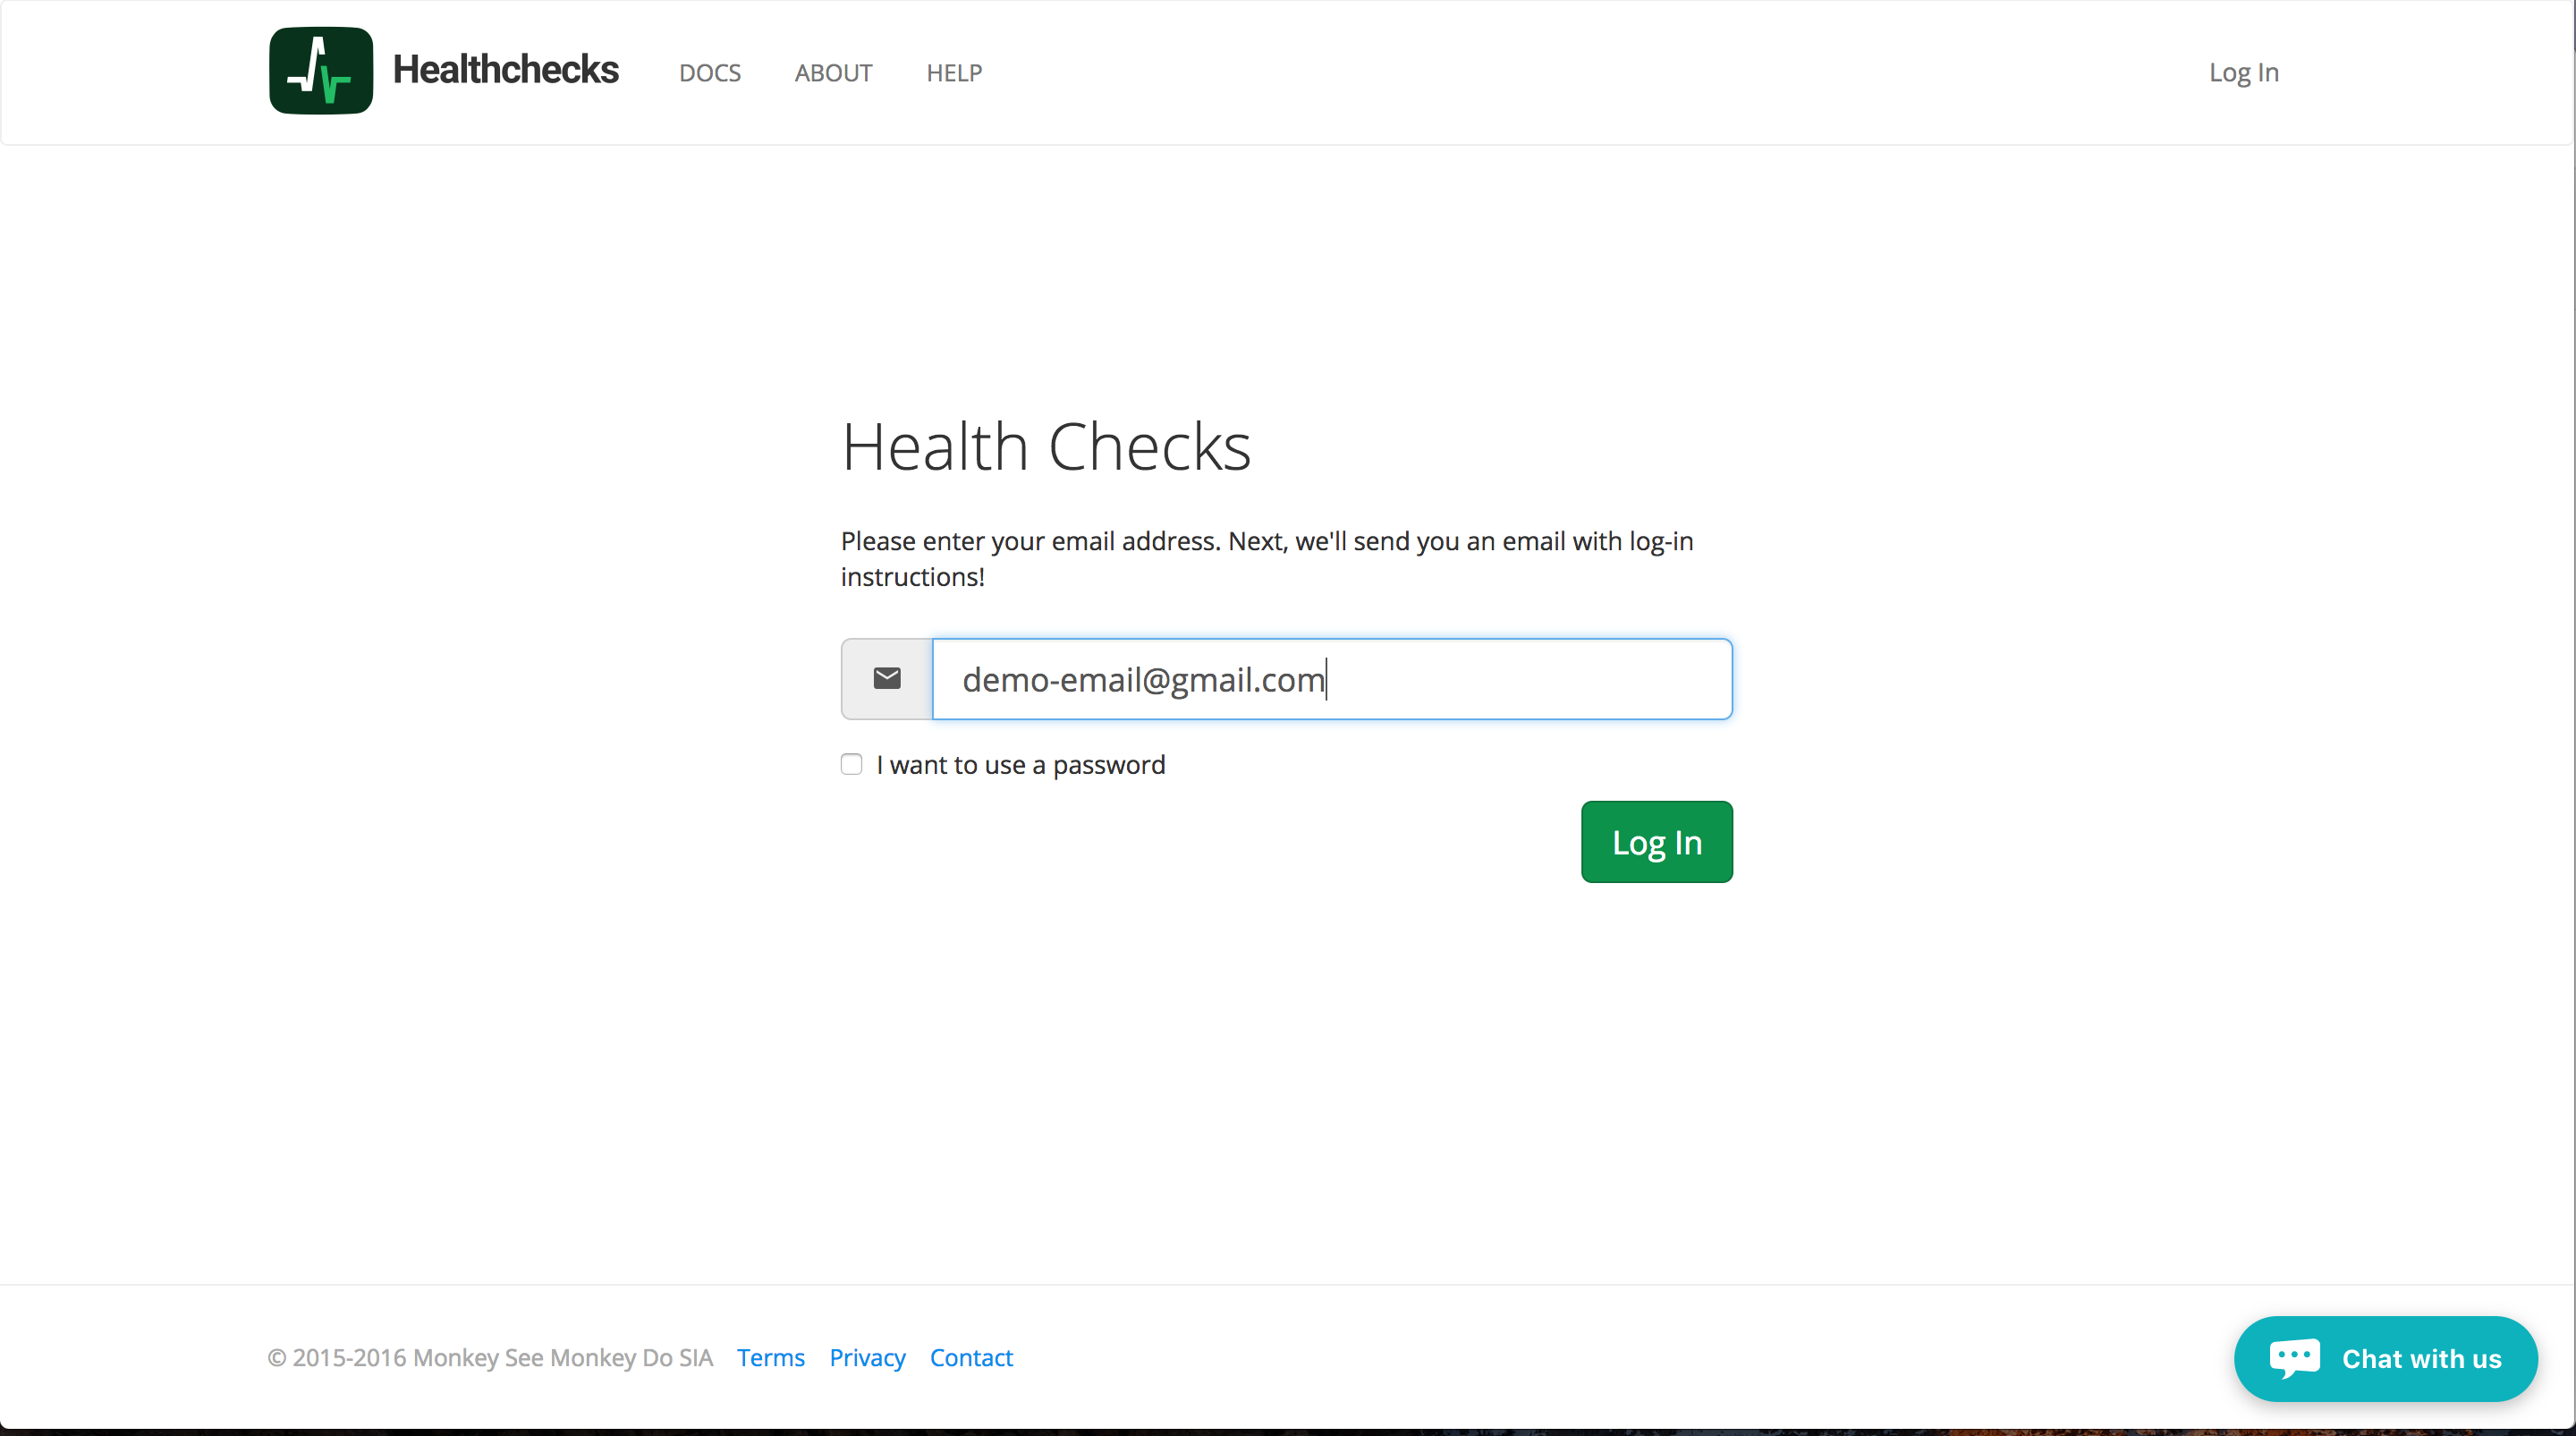 Healthchecks DOCS ABOUT HELP Log In
Health Checks
Please enter your email address. Next, we'll send you an email with log-in
instructions!
demo-email@gmail.com
I want to use a password
Log In
© 2015-2016 Monkey See Monkey Do SIA Terms Privacy Contact
Chat with us